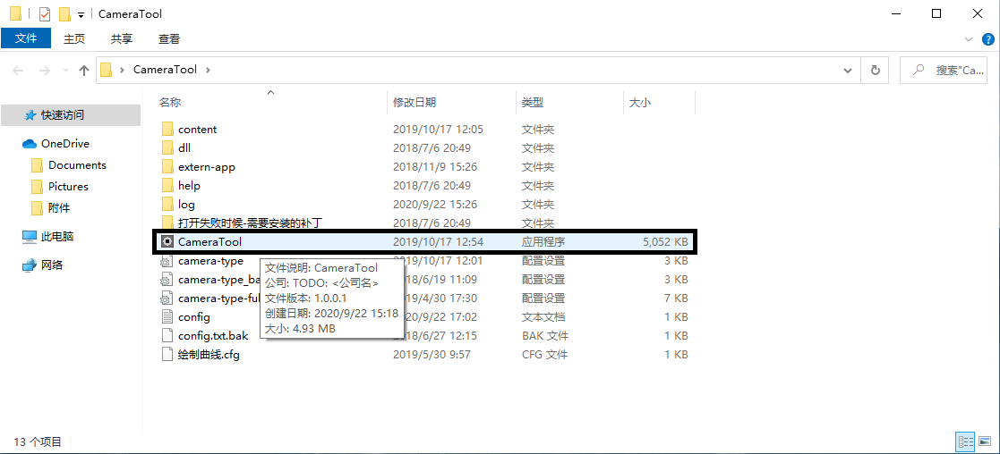 CameraTool
文件 主页 共享 查看
CameraTool
搜索"Ca...
名称 修改日期 类型 大小
快速访问
OneDrive
Documents
Pictures
附件
此电脑
网络
content 2019/10/17 12:05 文件夹
dll 2018/7/6 20:49 文件夹
extern-app 2018/11/9 15:26 文件夹
help 2018/7/6 20:49 文件夹
log 2020/9/22 15:26 文件夹
打开失败时候-需要安装的补丁 2018/7/6 20:49 文件夹
CameraTool 2019/10/17 12:54 应用程序 5,052 KB
camera-type 2019/10/17 12:01 配置设置 3 KB
camera-type_ba 2018/6/19 11:09 配置设置 3 KB
camera-type-ful 2019/4/30 17:30 配置设置 7 KB
config 2020/9/22 17:02 文本文档 1 KB
config.txt.bak 2018/6/27 12:15 BAK 文件 1 KB
绘制曲线.cfg 2019/5/30 9:57 CFG 文件 1 KB
文件说明: CameraTool
公司: TODO: <公司名>
文件版本: 1.0.0.1
创建日期: 2020/9/22 15:18
大小: 4.93 MB
13 个项目